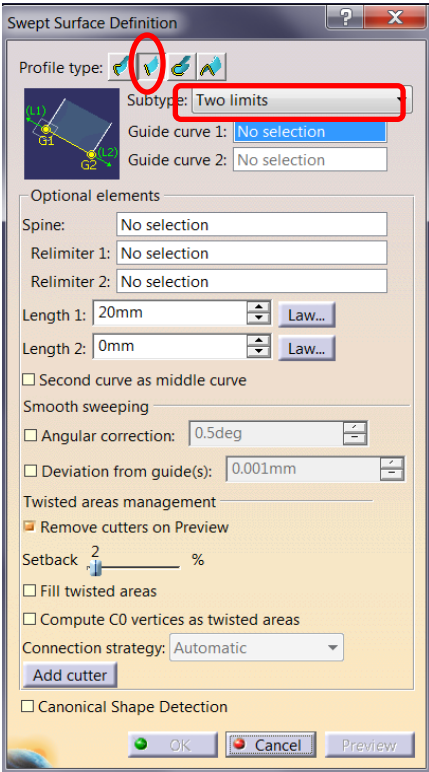 Swept Surface Definition
Profile type:
Subtype: Two limits
(L1)
Guide curve 1: No selection
G1
(L2)
Guide curve 2: No selection
G2
Optional elements
Spine: No selection
Relimiter 1: No selection
Relimiter 2: No selection
Length 1: 20mm Law...
Length 2: 0mm Law...
Second curve as middle curve
Smooth sweeping
Angular correction: 0.5deg
Deviation from guide(s): 0.001mm
Twisted areas management
Remove cutters on Preview
2
Setback %
Fill twisted areas
Compute C0 vertices as twisted areas
Connection strategy: Automatic
Add cutter
Canonical Shape Detection
OK Cancel Preview